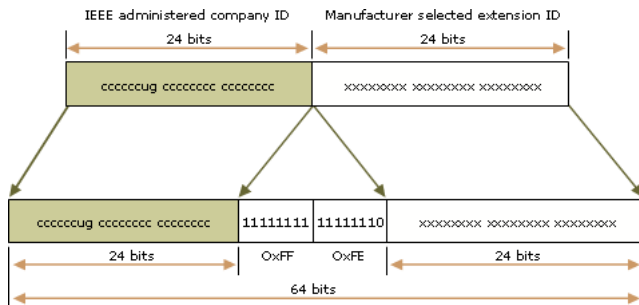 IEEE administered company ID Manufacturer selected extension ID
24 bits 24 bits
ccccccug cccccccc cccccccc xxxxxxxx xxxxxxxx xxxxxxxx
ccccccug cccccccc cccccccc 11111111 11111110 xxxxxxxx xxxxxxxx xxxxxxxx
24 bits 0xFF 0xFE 24 bits
64 bits